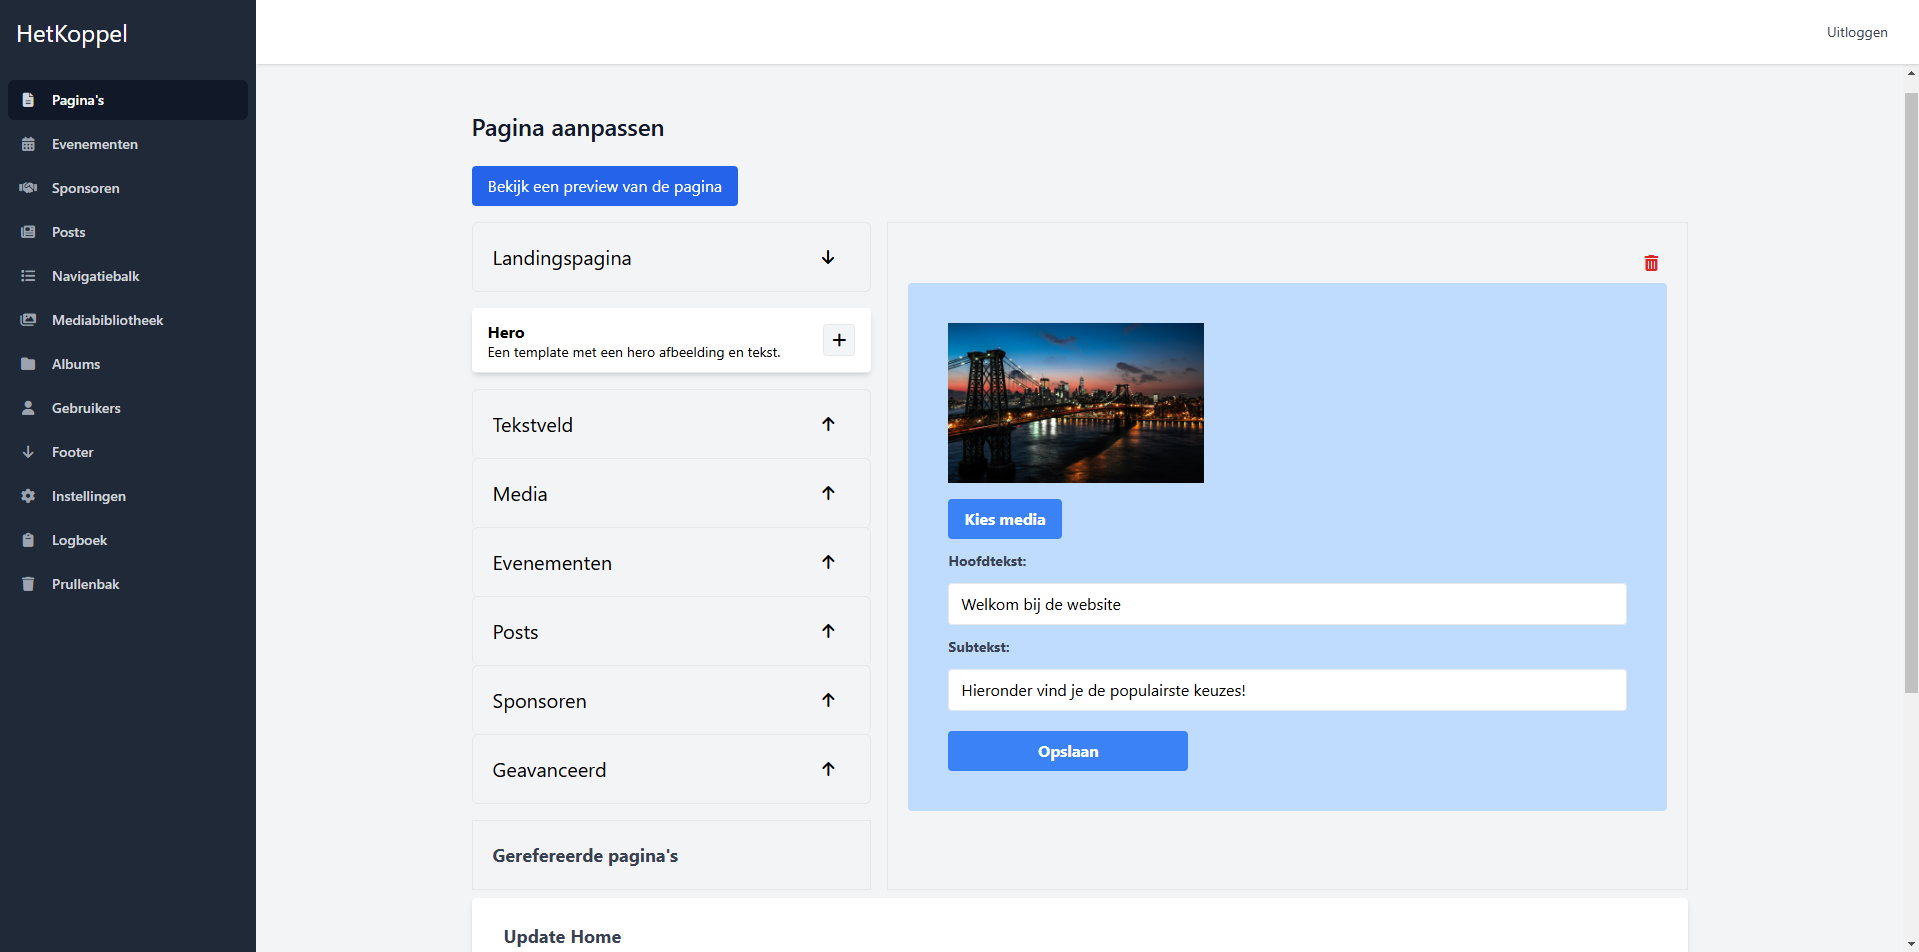 HetKoppel
Uitloggen
Pagina's
Evenementen
Sponsoren
Posts
Navigatiebalk
Mediabibliotheek
Albums
Gebruikers
Footer
Instellingen
Logboek
Prullenbak
Pagina aanpassen
Bekijk een preview van de pagina
Landingspagina
Hero
Een template met een hero afbeelding en tekst.
Tekstveld
Media
Evenementen
Posts
Sponsoren
Geavanceerd
Gerefereerde pagina's
Kies media
Hoofdtekst:
Welkom bij de website
Subtekst:
Hieronder vind je de populairste keuzes!
Opslaan
Update Home